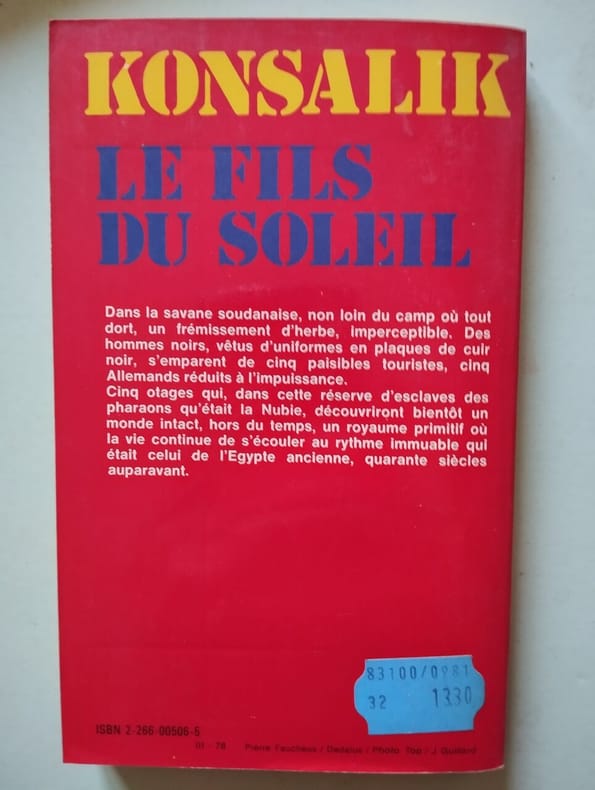 KONSALIK
LE FILS
DU SOLEIL
Dans la savane soudanaise, non loin du camp où tout
dort, un frémissement d'herbe, imperceptible. Des
hommes noirs, vêtus d'uniformes en plaques de cuir
noir, s'emparent de cinq paisibles touristes, cinq
Allemands réduits à l'impuissance.
Cinq otages qui, dans cette réserve d'esclaves des
pharaons qu'était la Nubie, découvriront bientôt un
monde intact, hors du temps, un royaume primitif où
la vie continue de s'écouler au rythme immuable qui
était celui de l'Egypte ancienne, quarante siècles
auparavant.
83100/0981
32 1330
ISBN 2-266-00506-5
III - 78 Pierre Faucheux / Dedalus / Photo Top / J Guillard